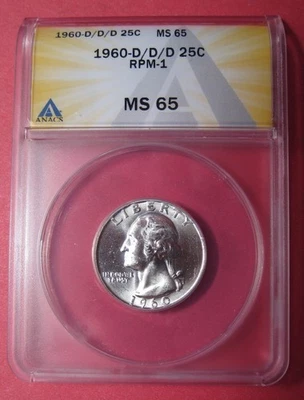 1960-D/D/D 25C MS 65
1960-D/D/D 25C
RPM-1
MS 65
ANACS
LIBERTY
IN GOD WE
TRUST
1960